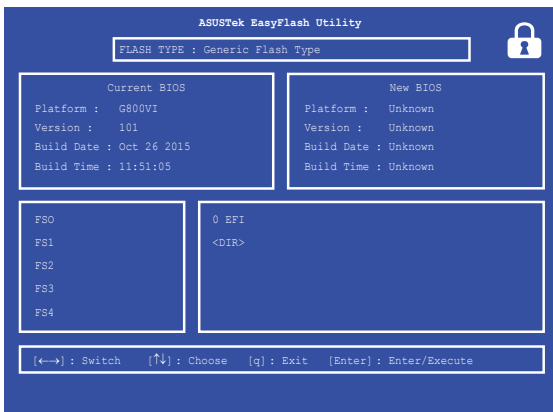 ASUSTek EasyFlash Utility
FLASH TYPE : Generic Flash Type
Current BIOS
Platform : G800VI
Version : 101
Build Date : Oct 26 2015
Build Time : 11:51:05
New BIOS
Platform : Unknown
Version : Unknown
Build Date : Unknown
Build Time : Unknown
FSO
FS1
FS2
FS3
FS4
0 EFI
<DIR>
[←→] : Switch [↑↓] : Choose [q] : Exit [Enter] : Enter/Execute